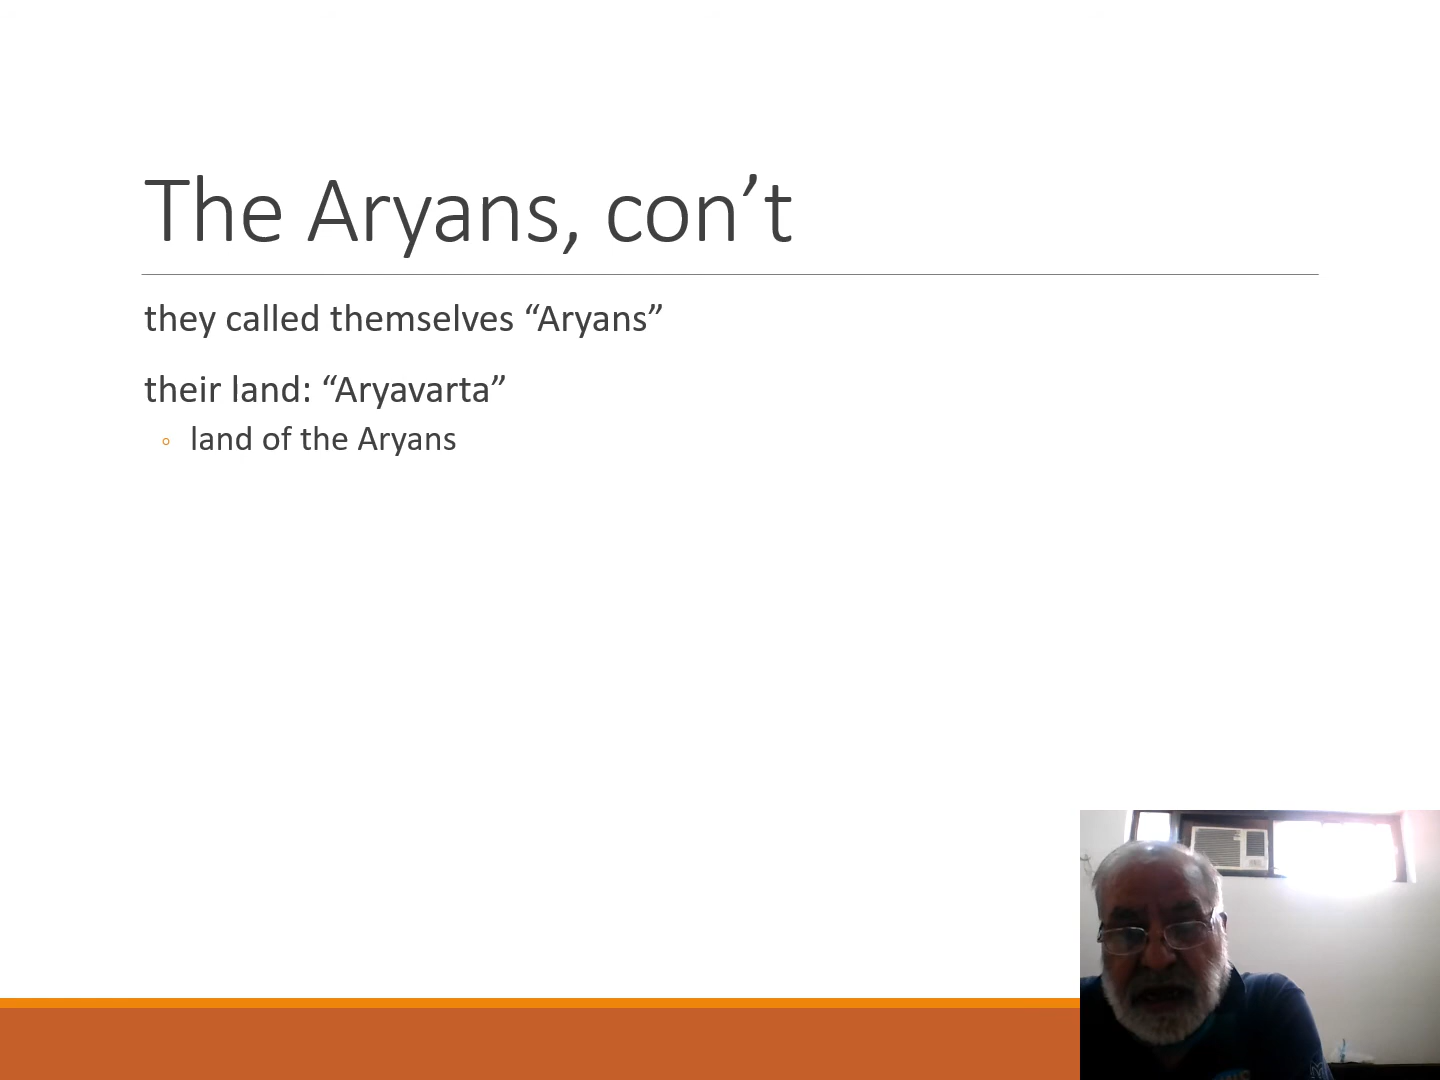 The Aryans, con’t
they called themselves “Aryans”
their land: “Aryavarta”
◦ land of the Aryans